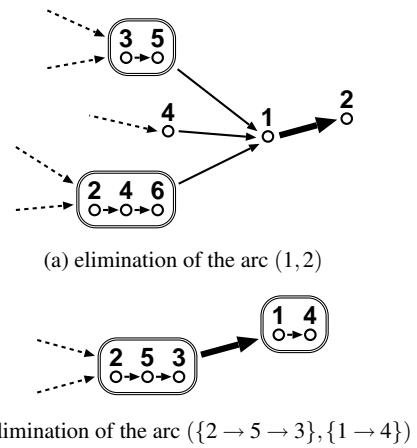 3 5
2
4
1
2 4 6
(a) elimination of the arc (1,2)
1 4
2 5 3
limination of the arc ({2 → 5 → 3},{1 → 4})